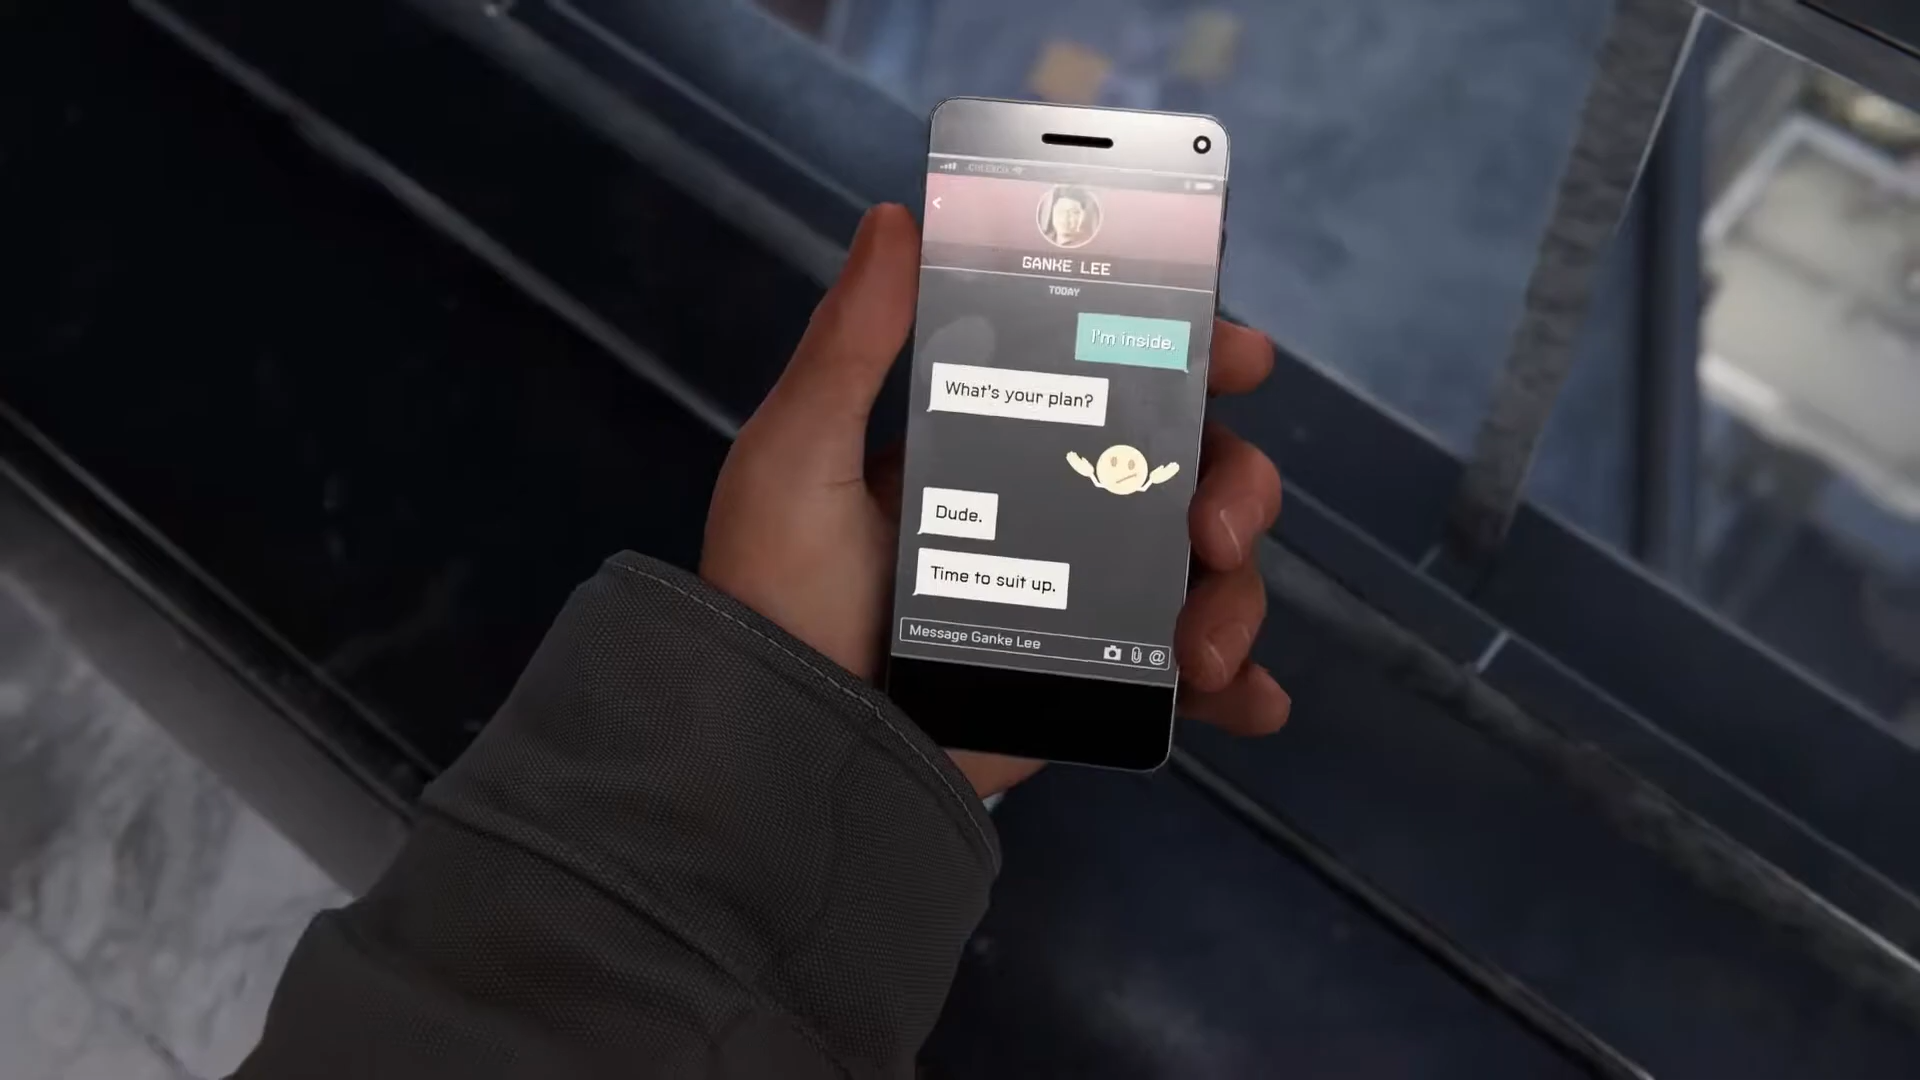 GANKE LEE
TODAY
I'm inside.
What's your plan?
Dude.
Time to suit up.
Message Ganke Lee